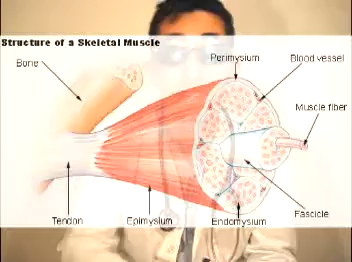 Structure of a Skeletal Muscle
Bone
Perimysium
Blood vessel
Muscle fiber
Fascicle
Tendon
Epimysium
Endomysium